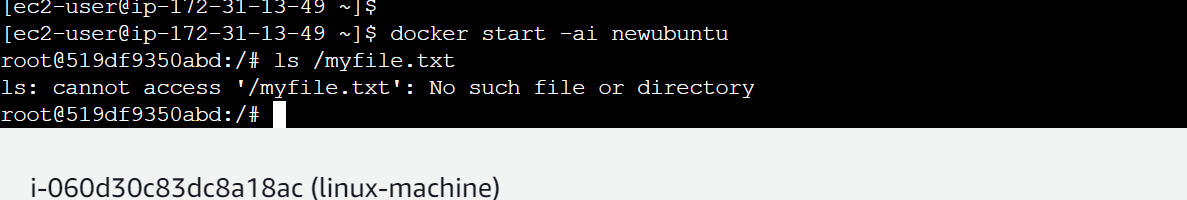 [ec2-user@ip-172-31-13-49 ~]$
[ec2-user@ip-172-31-13-49 ~]$ docker start -ai newubuntu
root@519df9350abd:/# ls /myfile.txt
ls: cannot access '/myfile.txt': No such file or directory
root@519df9350abd:/#
i-060d30c83dc8a18ac (linux-machine)